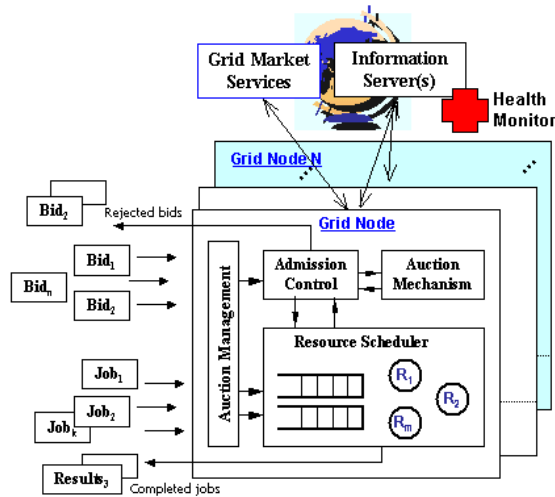 Grid Market
Services
Information
Server(s)
Health
Monitor
Grid Node N
...
...
Grid Node
Bid2
Rejected bids
Bid1
Bidn
Bid2
Auction Management
Admission
Control
Auction
Mechanism
Resource Scheduler
R1
R2
Rm
Job1
Job2
Jobk
Results3
Completed jobs